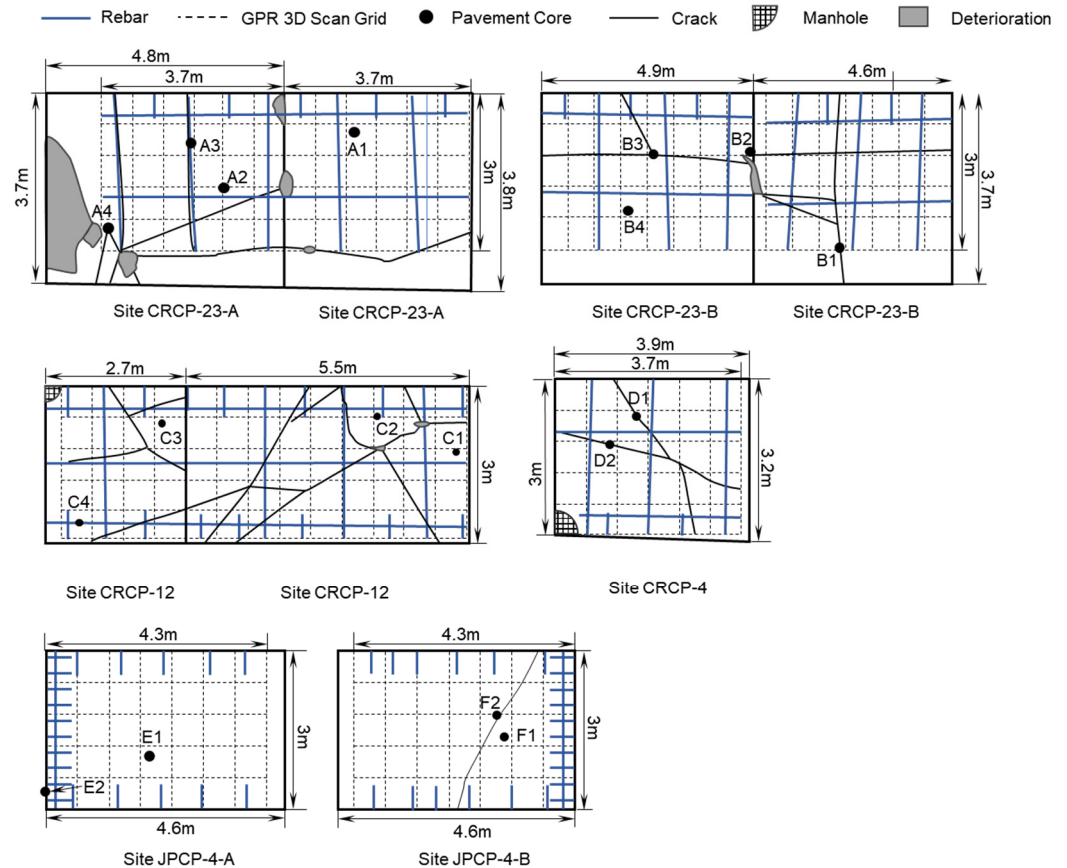 Rebar GPR 3D Scan Grid Pavement Core Crack Manhole Deterioration
4.8m
3.7m 3.7m
3.7m
A1
A2
A3
A4
3m
3.8m
Site CRCP-23-A Site CRCP-23-A
4.9m 4.6m
B3
B2
B4
B1
3m
3.7m
Site CRCP-23-B Site CRCP-23-B
2.7m 5.5m
C3
C2
C1
C4
3m
Site CRCP-12 Site CRCP-12
3.9m
3.7m
D1
D2
3m
3.2m
Site CRCP-4
4.3m
E1
E2
3m
4.6m
Site JPCP-4-A
4.3m
F2
F1
3m
4.6m
Site JPCP-4-B